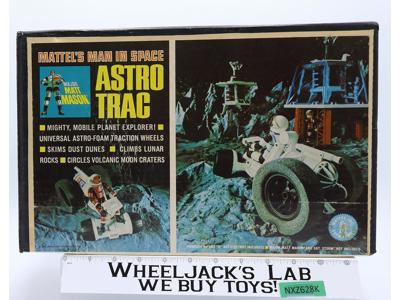 MATTEL'S MAN IN SPACE
MAJOR
MATT
MASON
ASTRO
TRAC
■ MIGHTY, MOBILE PLANET EXPLORER! ■
UNIVERSAL ASTRO-FOAM TRACTION WHEELS
■ SKIMS DUST DUNES ■ CLIMBS LUNAR
ROCKS ■ CIRCLES VOLCANIC MOON CRATERS
WHEELJACK'S LAB
WE BUY TOYS!
NXZ628K